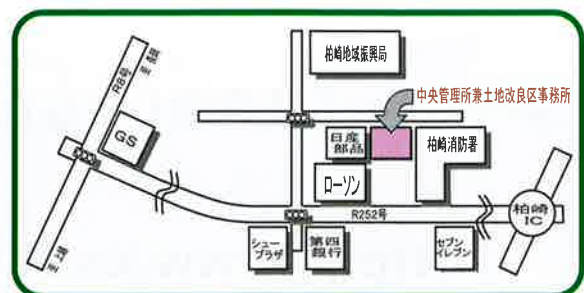 柏崎地域振興局
至 長岡
R8号
中央管理所兼土地改良区事務所
GS
日産
部品
柏崎消防署
ローソン
R252号
柏崎
IC
シュー
プラザ
第四
銀行
セブン
イレブン
至 上越